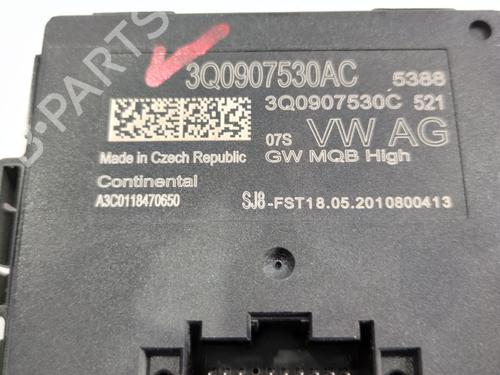 3Q0907530AC 5388
3Q0907530C 521
07S VW AG
Made in Czech Republic GW MQB High
Continental
A3C0118470650 SJ8-FST18.05.2010800413
B-PARTS